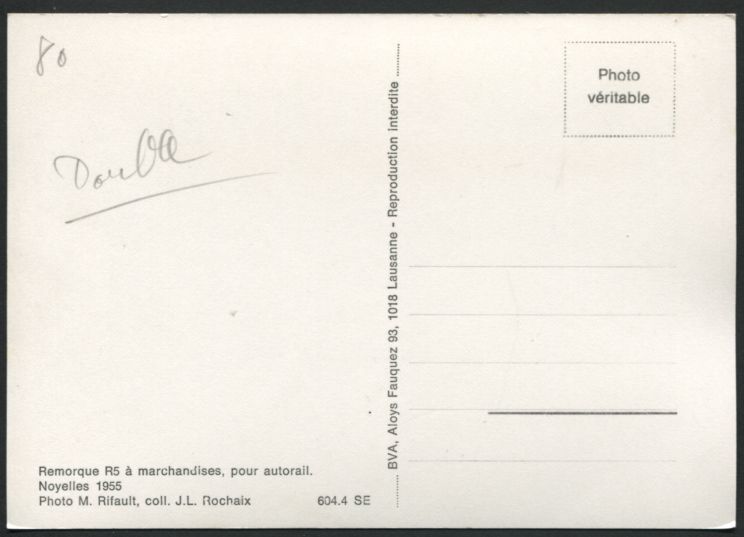 80
Double
Photo
véritable
BVA, Aloys Fauquez 93, 1018 Lausanne - Reproduction interdite
Remorque R5 à marchandises, pour autorail.
Noyelles 1955
Photo M. Rifault, coll. J.L. Rochaix 604.4 SE